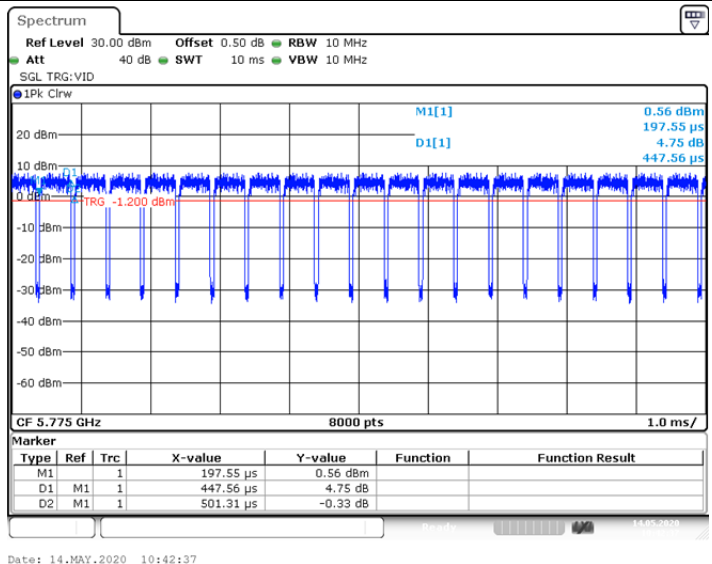 Spectrum
Ref Level 30.00 dBm Offset 0.50 dB RBW 10 MHz
Att 40 dB SWT 10 ms VBW 10 MHz
SGL TRG:VID
1Pk Clrw
M1[1] 0.56 dBm
197.55 µs
20 dBm
D1[1] 4.75 dB
447.56 µs
10 dBm
D1
0 dBm
TRG -1.200 dBm
-10 dBm
-20 dBm
-30 dBm
-40 dBm
-50 dBm
-60 dBm
CF 5.775 GHz 8000 pts 1.0 ms/
Marker
Type Ref Trc X-value Y-value Function Function Result
M1 1 197.55 µs 0.56 dBm
D1 M1 1 447.56 µs 4.75 dB
D2 M1 1 501.31 µs -0.33 dB
Ready 14.05.2020
Date: 14.MAY.2020 10:42:37